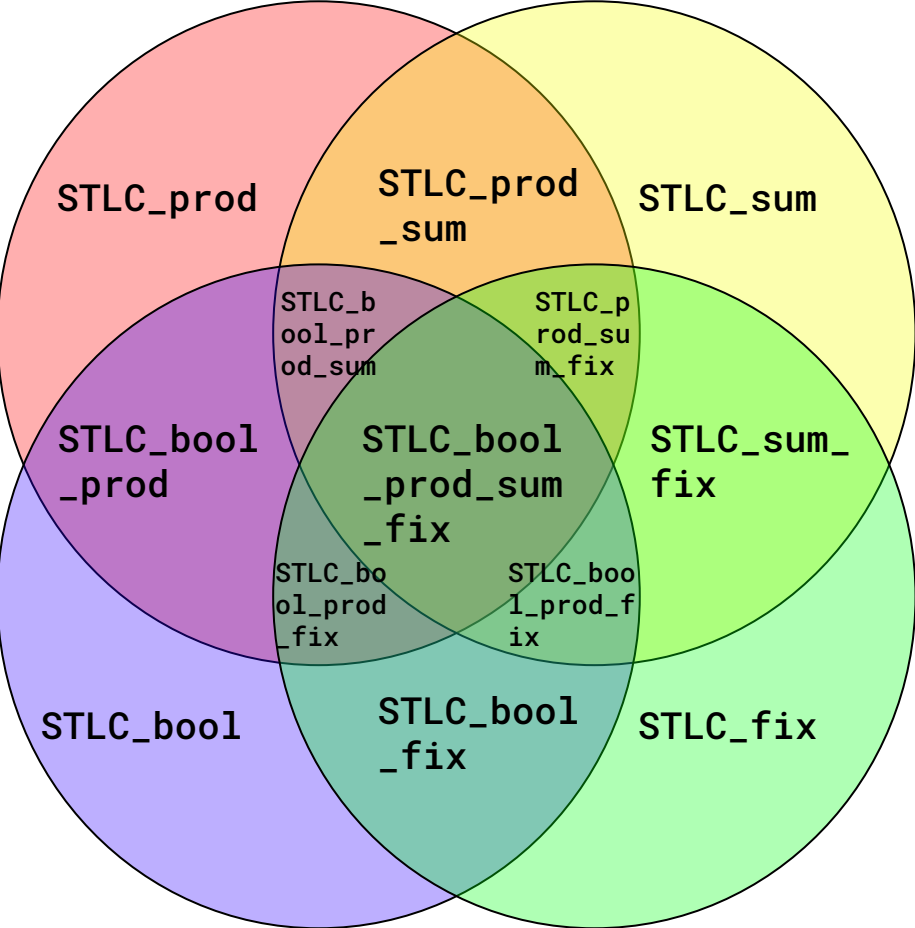 STLC_prod
STLC_prod
_sum
STLC_sum
STLC_b
ool_pr
od_sum
STLC_p
rod_su
m_fix
STLC_bool
_prod
STLC_bool
_prod_sum
_fix
STLC_sum_
fix
STLC_bo
ol_prod
_fix
STLC_boo
l_prod_f
ix
STLC_bool
STLC_bool
_fix
STLC_fix